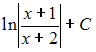 ln|x+1/x+2| + C